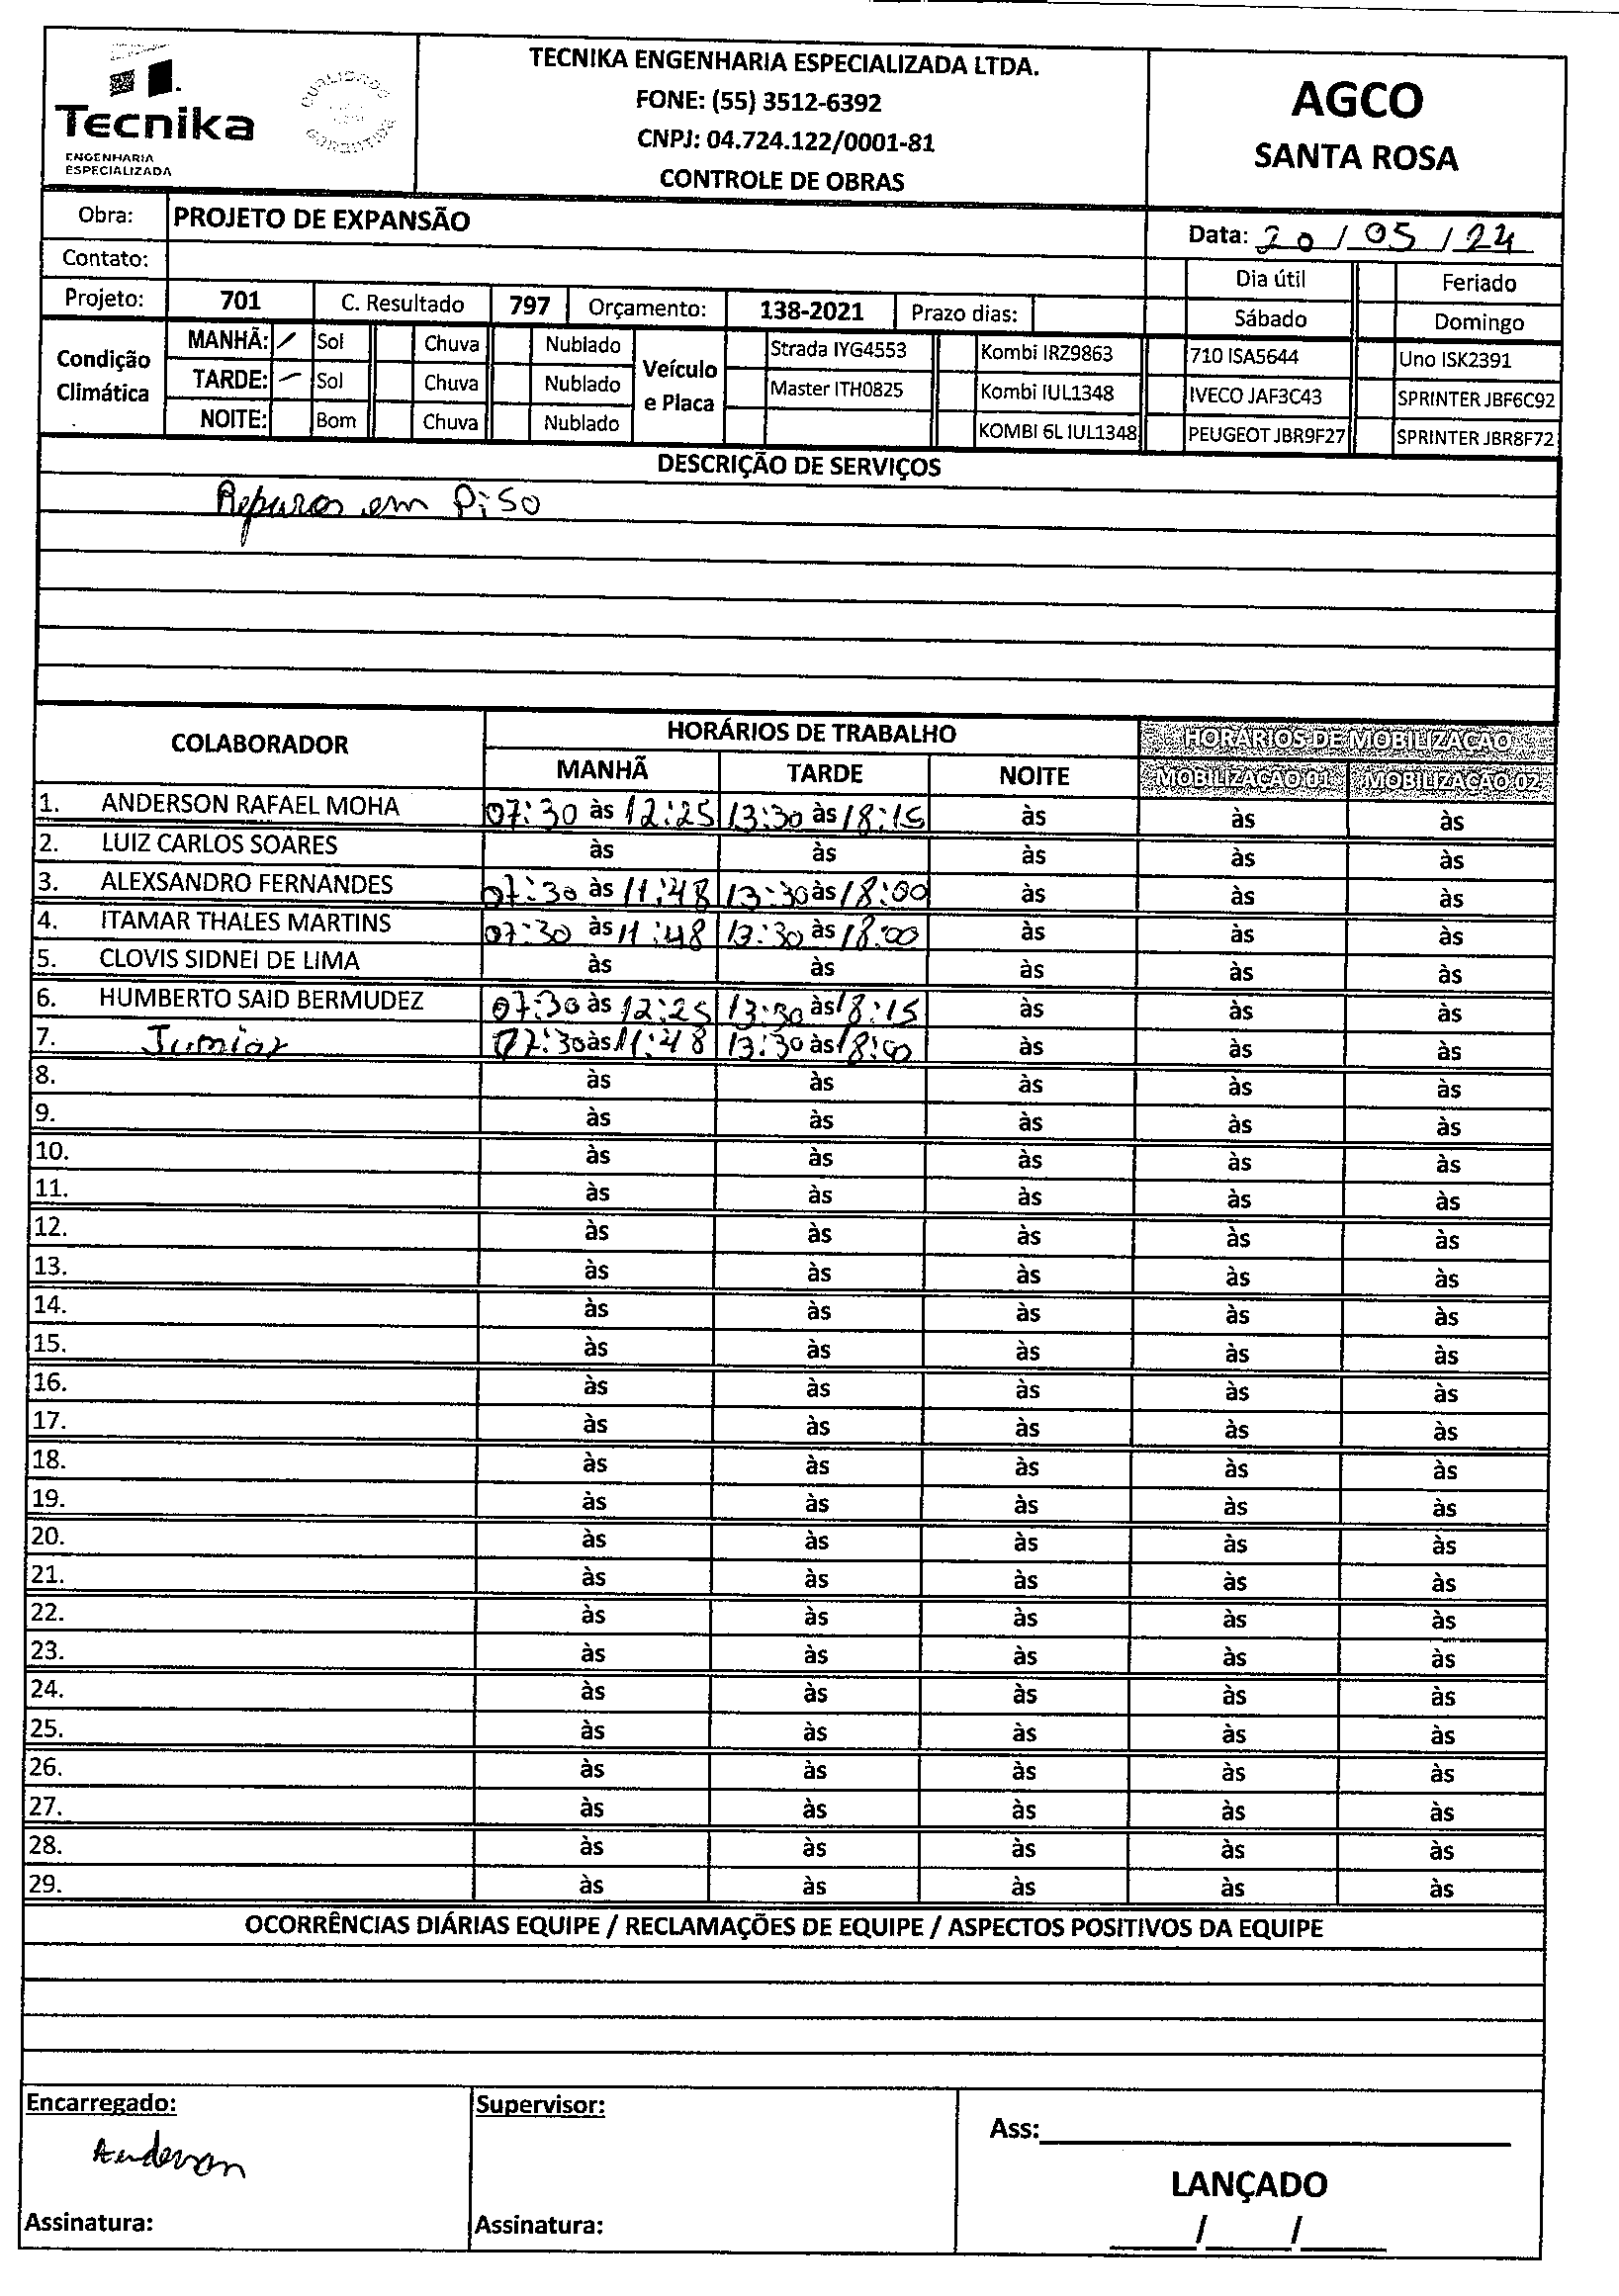 Tecnika
ENGENHARIA
ESPECIALIZADA
TECNIKA ENGENHARIA ESPECIALIZADA LTDA.
FONE: (55) 3512-6392
CNPJ: 04.724.122/0001-81
CONTROLE DE OBRAS
AGCO
SANTA ROSA
Obra: PROJETO DE EXPANSÃO
Data: 20/05/24
Contato:
Dia útil Feriado
Projeto: 701 C. Resultado 797 Orçamento: 138-2021 Prazo dias:
Sábado Domingo
Condição Climática
MANHÃ: / Sol Chuva Nublado
TARDE: / Sol Chuva Nublado
NOITE: Bom Chuva Nublado
Veículo e Placa
Strada IYG4553 Kombi IRZ9863 710 ISA5644 Uno ISK2391
Master ITH0825 Kombi IUL1348 IVECO JAF3C43 SPRINTER JBF6C92
KOMBI 6L IUL1348 PEUGEOT JBR9F27 SPRINTER JBR8F72
DESCRIÇÃO DE SERVIÇOS
Reparos em Piso
COLABORADOR HORÁRIOS DE TRABALHO HORÁRIOS DE MOBILIZAÇÃO
MANHÃ TARDE NOITE MOBILIZAÇÃO 01 MOBILIZAÇÃO 02
1. ANDERSON RAFAEL MOHA 07:30 às 12:25 13:30 às 18:15 às às às
2. LUIZ CARLOS SOARES às às às às às
3. ALEXSANDRO FERNANDES 07:30 às 11:48 13:30 às 18:00 às às às
4. ITAMAR THALES MARTINS 07:30 às 11:48 13:30 às 18:00 às às às
5. CLOVIS SIDNEI DE LIMA às às às às às
6. HUMBERTO SAID BERMUDEZ 07:30 às 12:25 13:30 às 18:15 às às às
7. Junior 07:30 às 11:48 13:30 às 18:00 às às às
8. às às às às às
9. às às às às às
10. às às às às às
11. às às às às às
12. às às às às às
13. às às às às às
14. às às às às às
15. às às às às às
16. às às às às às
17. às às às às às
18. às às às às às
19. às às às às às
20. às às às às às
21. às às às às às
22. às às às às às
23. às às às às às
24. às às às às às
25. às às às às às
26. às às às às às
27. às às às às às
28. às às às às às
29. às às às às às
OCORRÊNCIAS DIÁRIAS EQUIPE / RECLAMAÇÕES DE EQUIPE / ASPECTOS POSITIVOS DA EQUIPE
Encarregado: Supervisor:
Ass:
Anderson
LANÇADO
Assinatura: Assinatura:
/ /